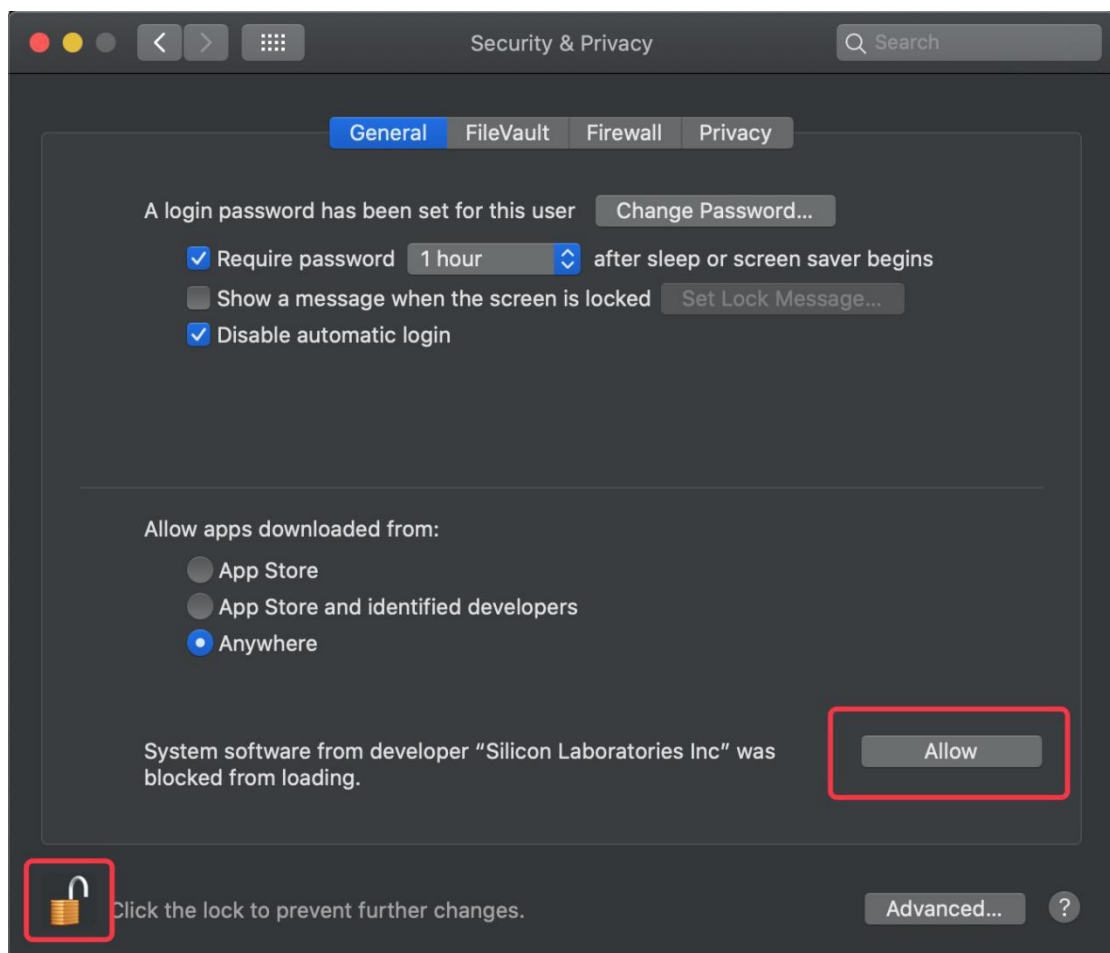 Security & Privacy
Search
General FileVault Firewall Privacy
A login password has been set for this user Change Password...
Require password 1 hour after sleep or screen saver begins
Show a message when the screen is locked Set Lock Message...
Disable automatic login
Allow apps downloaded from:
App Store
App Store and identified developers
Anywhere
System software from developer “Silicon Laboratories Inc” was
blocked from loading.
Allow
Click the lock to prevent further changes.
Advanced... ?